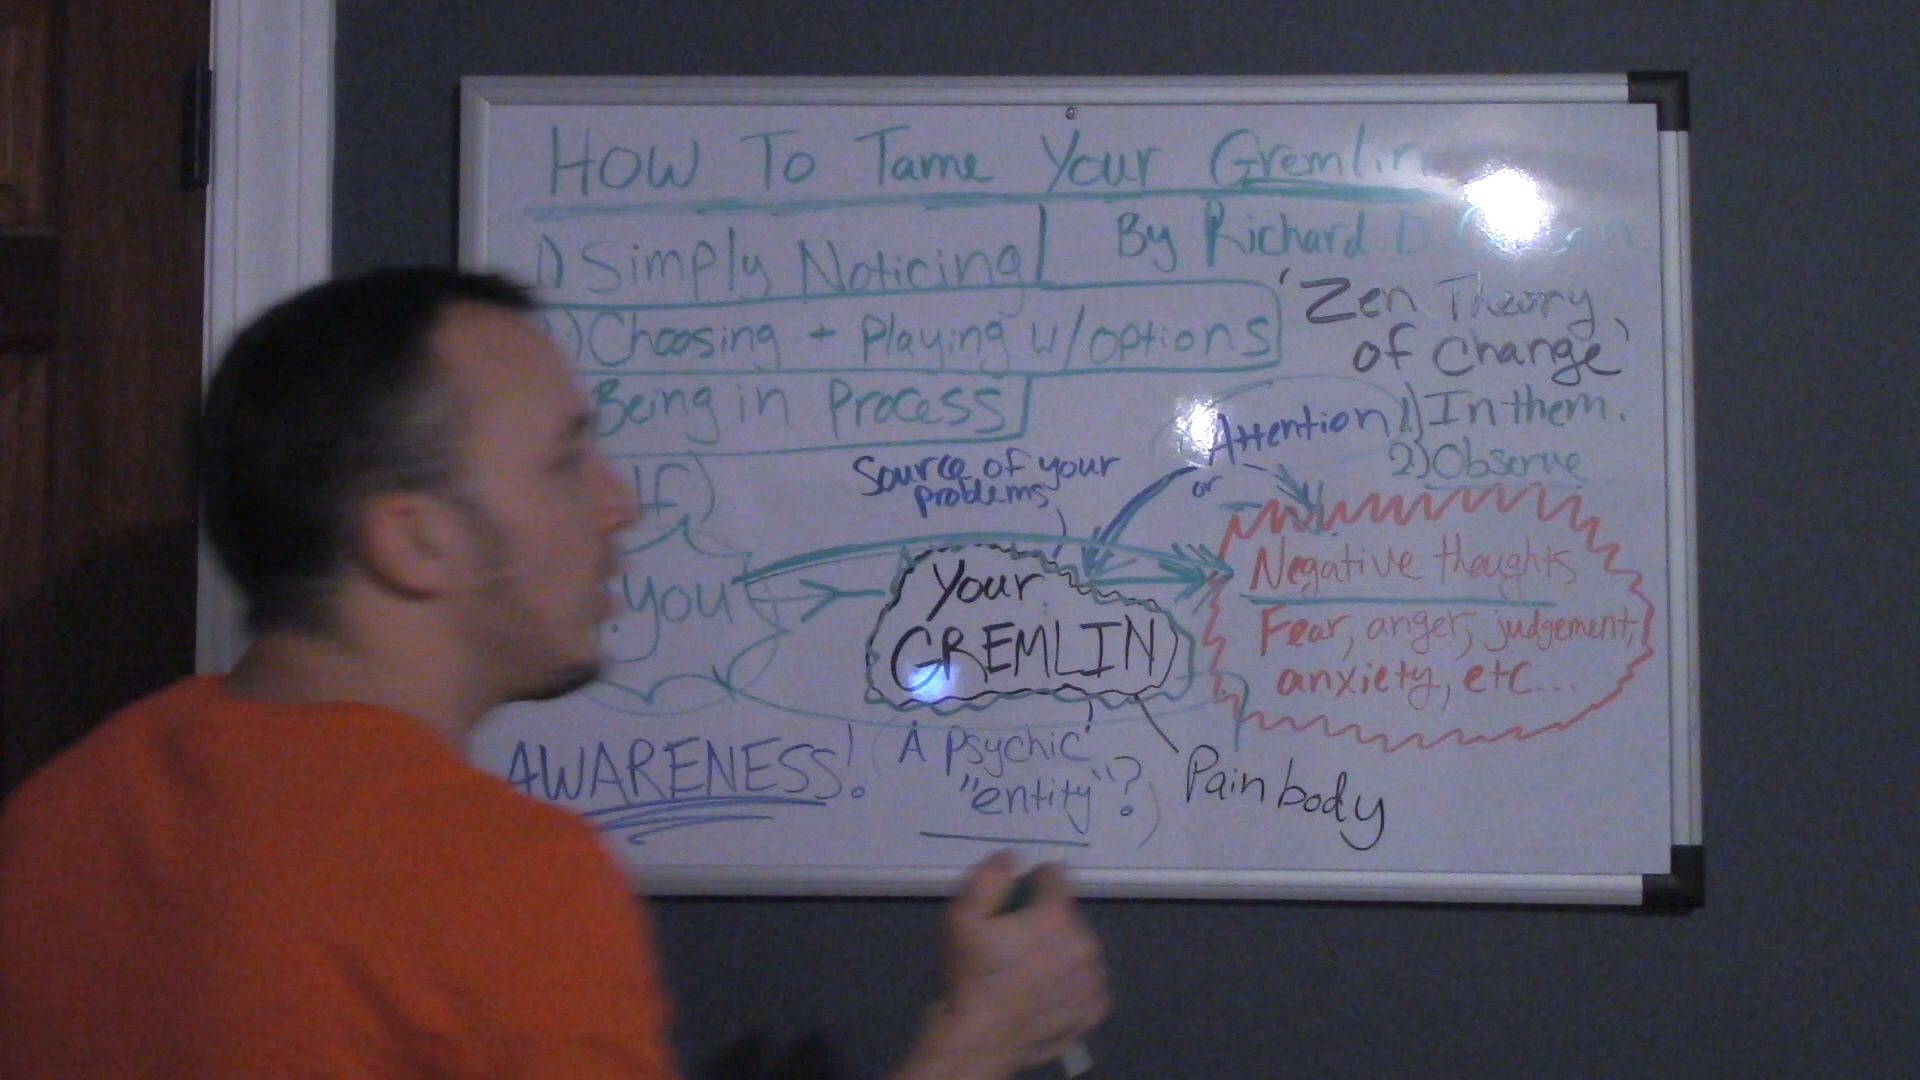 How To Tame Your Gremlin
By Richard D
1) Simply Noticing
'Zen Theory
of Change'
) Choosing + Playing w/options
Being in Process
Attention
1) In them.
2) Observe
Source of your
problems
or
lf)
you
Your
GREMLIN
Negative thoughts
Fear, anger, judgement,
anxiety, etc...
AWARENESS!
(A psychic
"entity"?)
Pain body